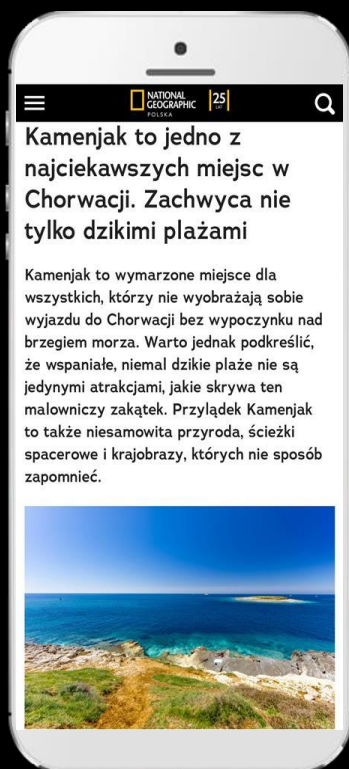 NATIONAL
GEOGRAPHIC
POLSKA
25
LAT
Kamenjak to jedno z
najciekawszych miejsc w
Chorwacji. Zachwyca nie
tylko dzikimi plażami
Kamenjak to wymarzone miejsce dla
wszystkich, którzy nie wyobrażają sobie
wyjazdu do Chorwacji bez wypoczynku nad
brzegiem morza. Warto jednak podkreślić,
że wspaniałe, niemal dzikie plaże nie są
jedynymi atrakcjami, jakie skrywa ten
malowniczy zakątek. Przylądek Kamenjak
to także niesamowita przyroda, ścieżki
spacerowe i krajobrazy, których nie sposób
zapomnieć.